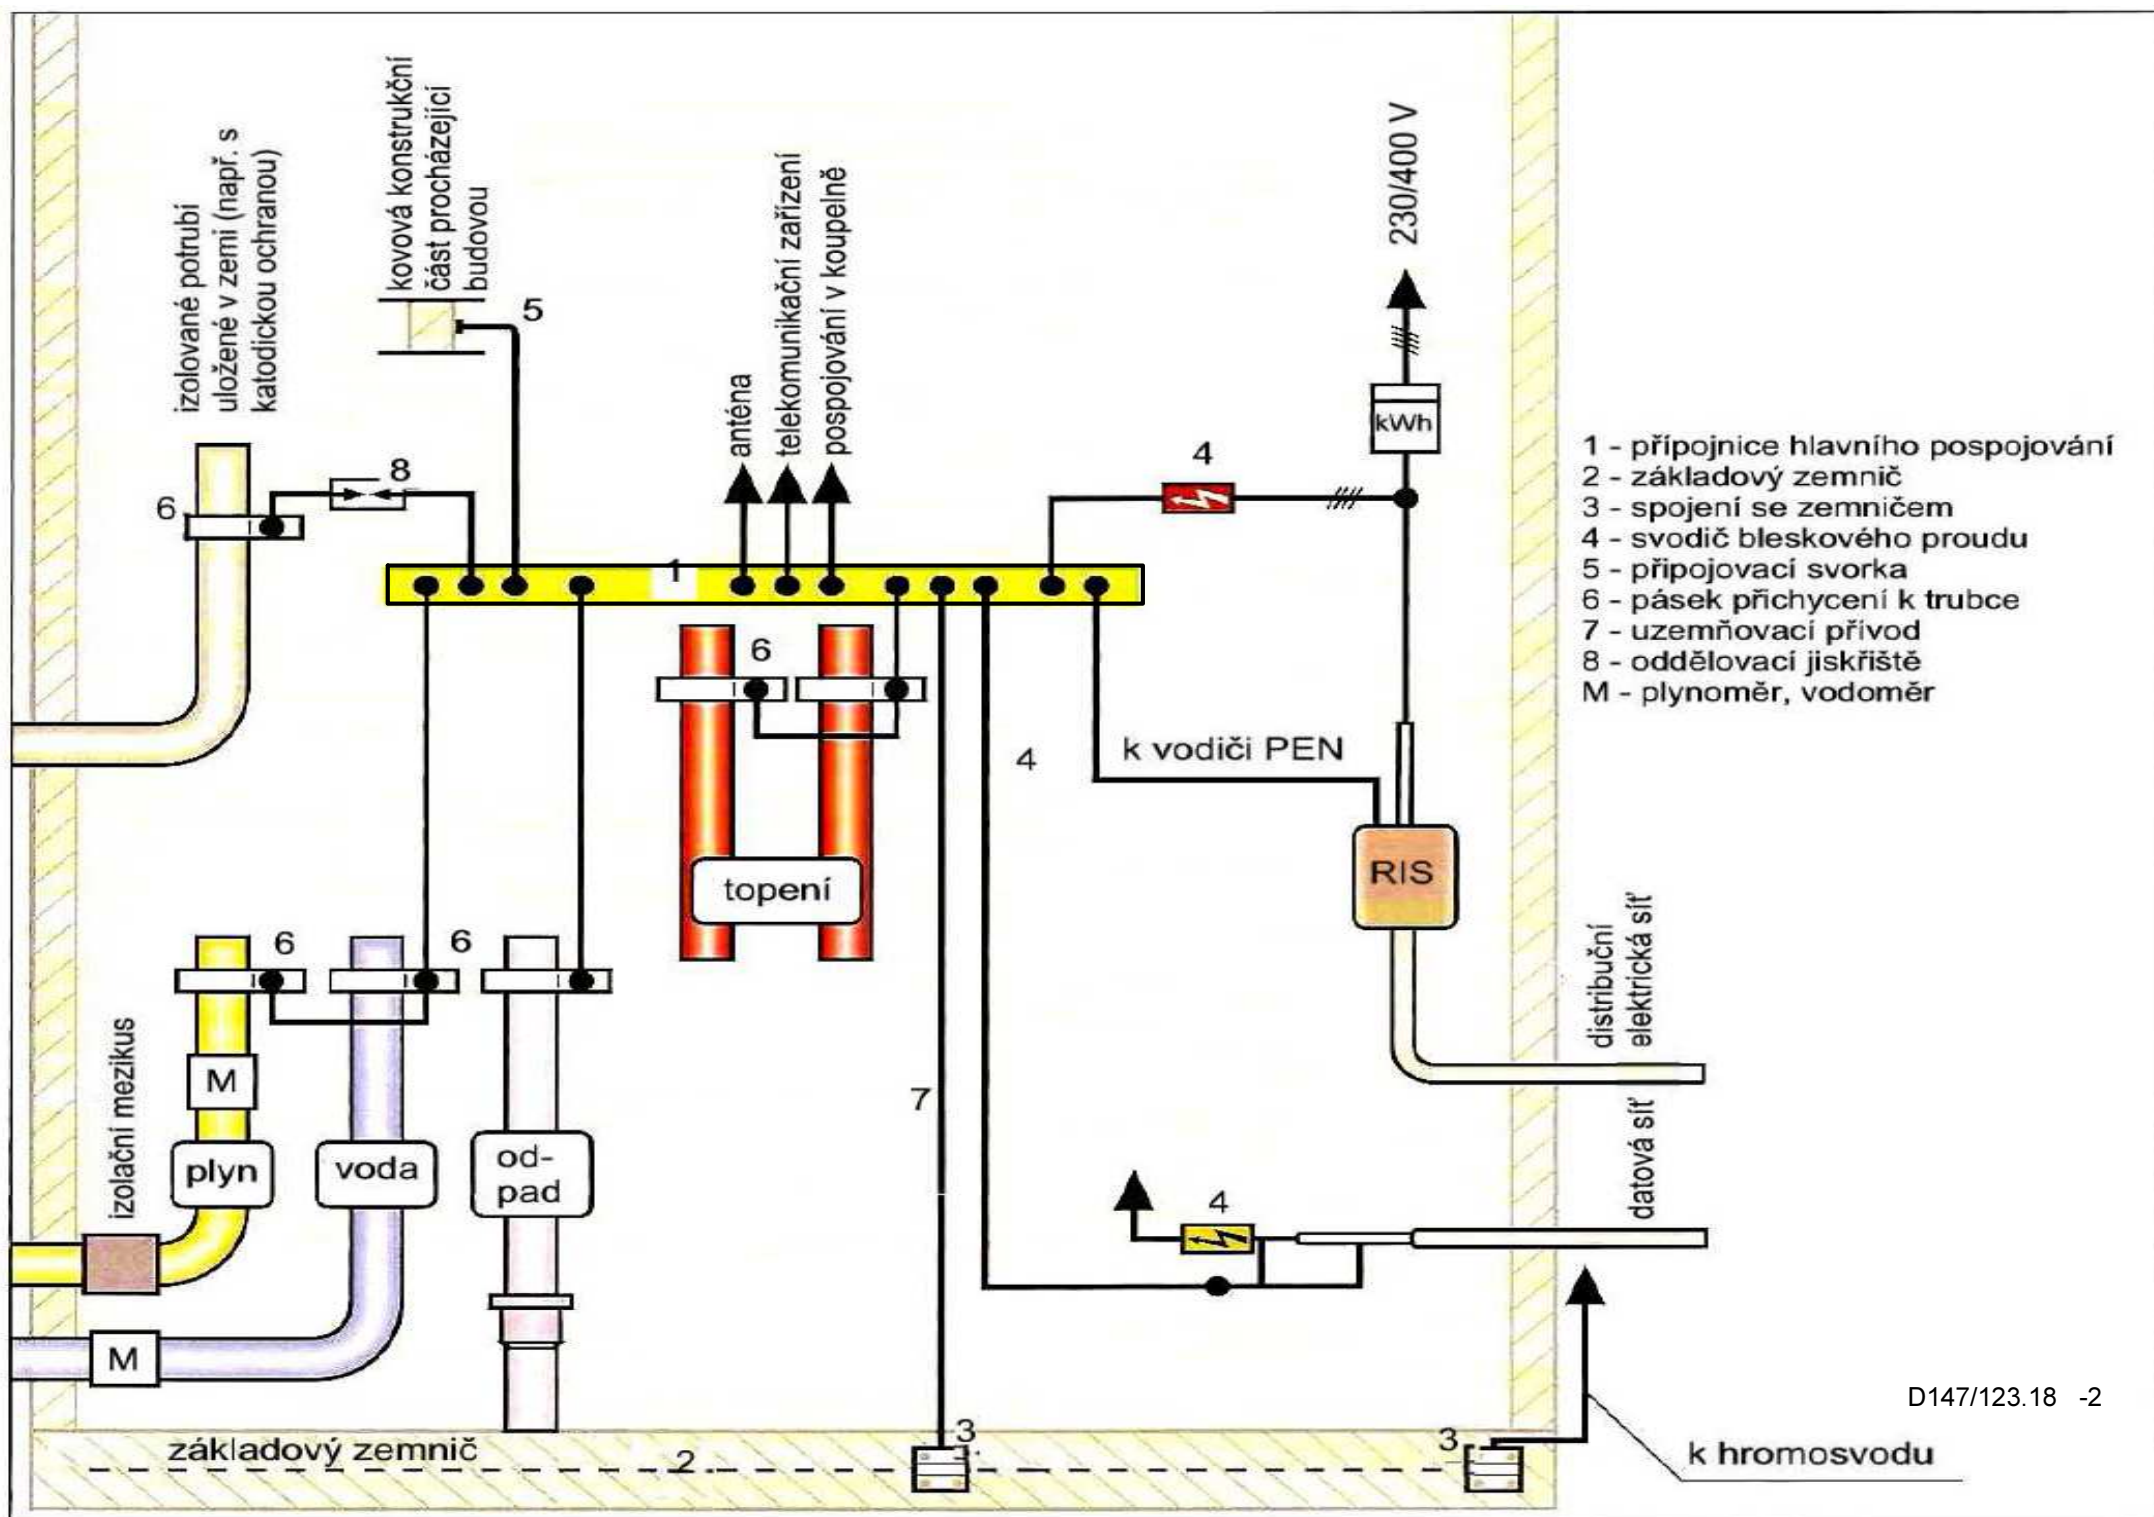 izolované potrubí
uložené v zemi (např. s
katodickou ochranou)
kovová konstrukční
část procházející
budovou
5
8
6
anténa
telekomunikační zařízení
pospojování v koupelně
230/400 V
kWh
4
1
6
4
k vodiči PEN
RIS
topení
1 - přípojnice hlavního pospojování
2 - základový zemnič
3 - spojení se zemničem
4 - svodič bleskového proudu
5 - připojovací svorka
6 - pásek přichycení k trubce
7 - uzemňovací přívod
8 - oddělovací jiskřiště
M - plynoměr, vodoměr
distribuční
elektrická síť
datová síť
6
6
izolační mezikus
M
plyn
voda
od-
pad
7
4
M
základový zemnič
2
3
3
D147/123.18 -2
k hromosvodu